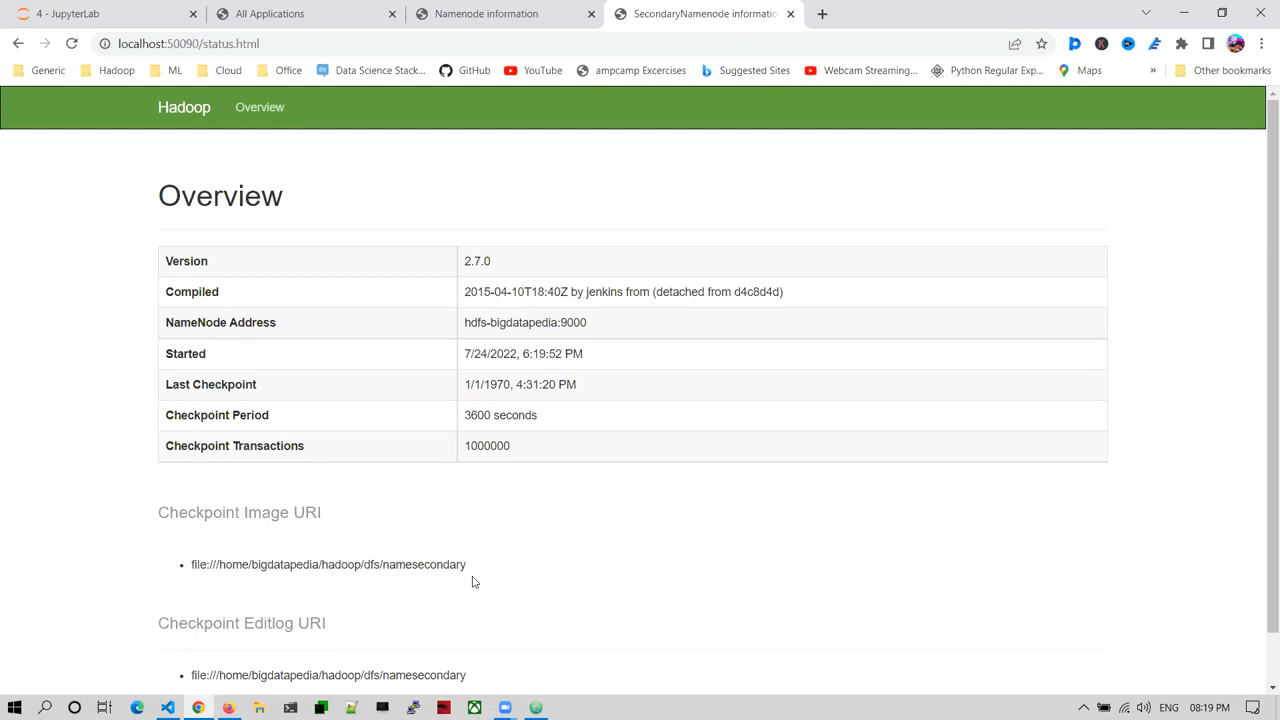 4 - JupyterLab
All Applications
Namenode information
SecondaryNamenode informatio
localhost:50090/status.html
Generic
Hadoop
ML
Cloud
Office
Data Science Stack...
GitHub
YouTube
ampcamp Excercises
Suggested Sites
Webcam Streaming...
Python Regular Exp...
Maps
»
Other bookmarks
Hadoop Overview
Overview
Version 2.7.0
Compiled 2015-04-10T18:40Z by jenkins from (detached from d4c8d4d)
NameNode Address hdfs-bigdatapedia:9000
Started 7/24/2022, 6:19:52 PM
Last Checkpoint 1/1/1970, 4:31:20 PM
Checkpoint Period 3600 seconds
Checkpoint Transactions 1000000
Checkpoint Image URI
• file:///home/bigdatapedia/hadoop/dfs/namesecondary
Checkpoint Editlog URI
• file:///home/bigdatapedia/hadoop/dfs/namesecondary
ENG 08:19 PM